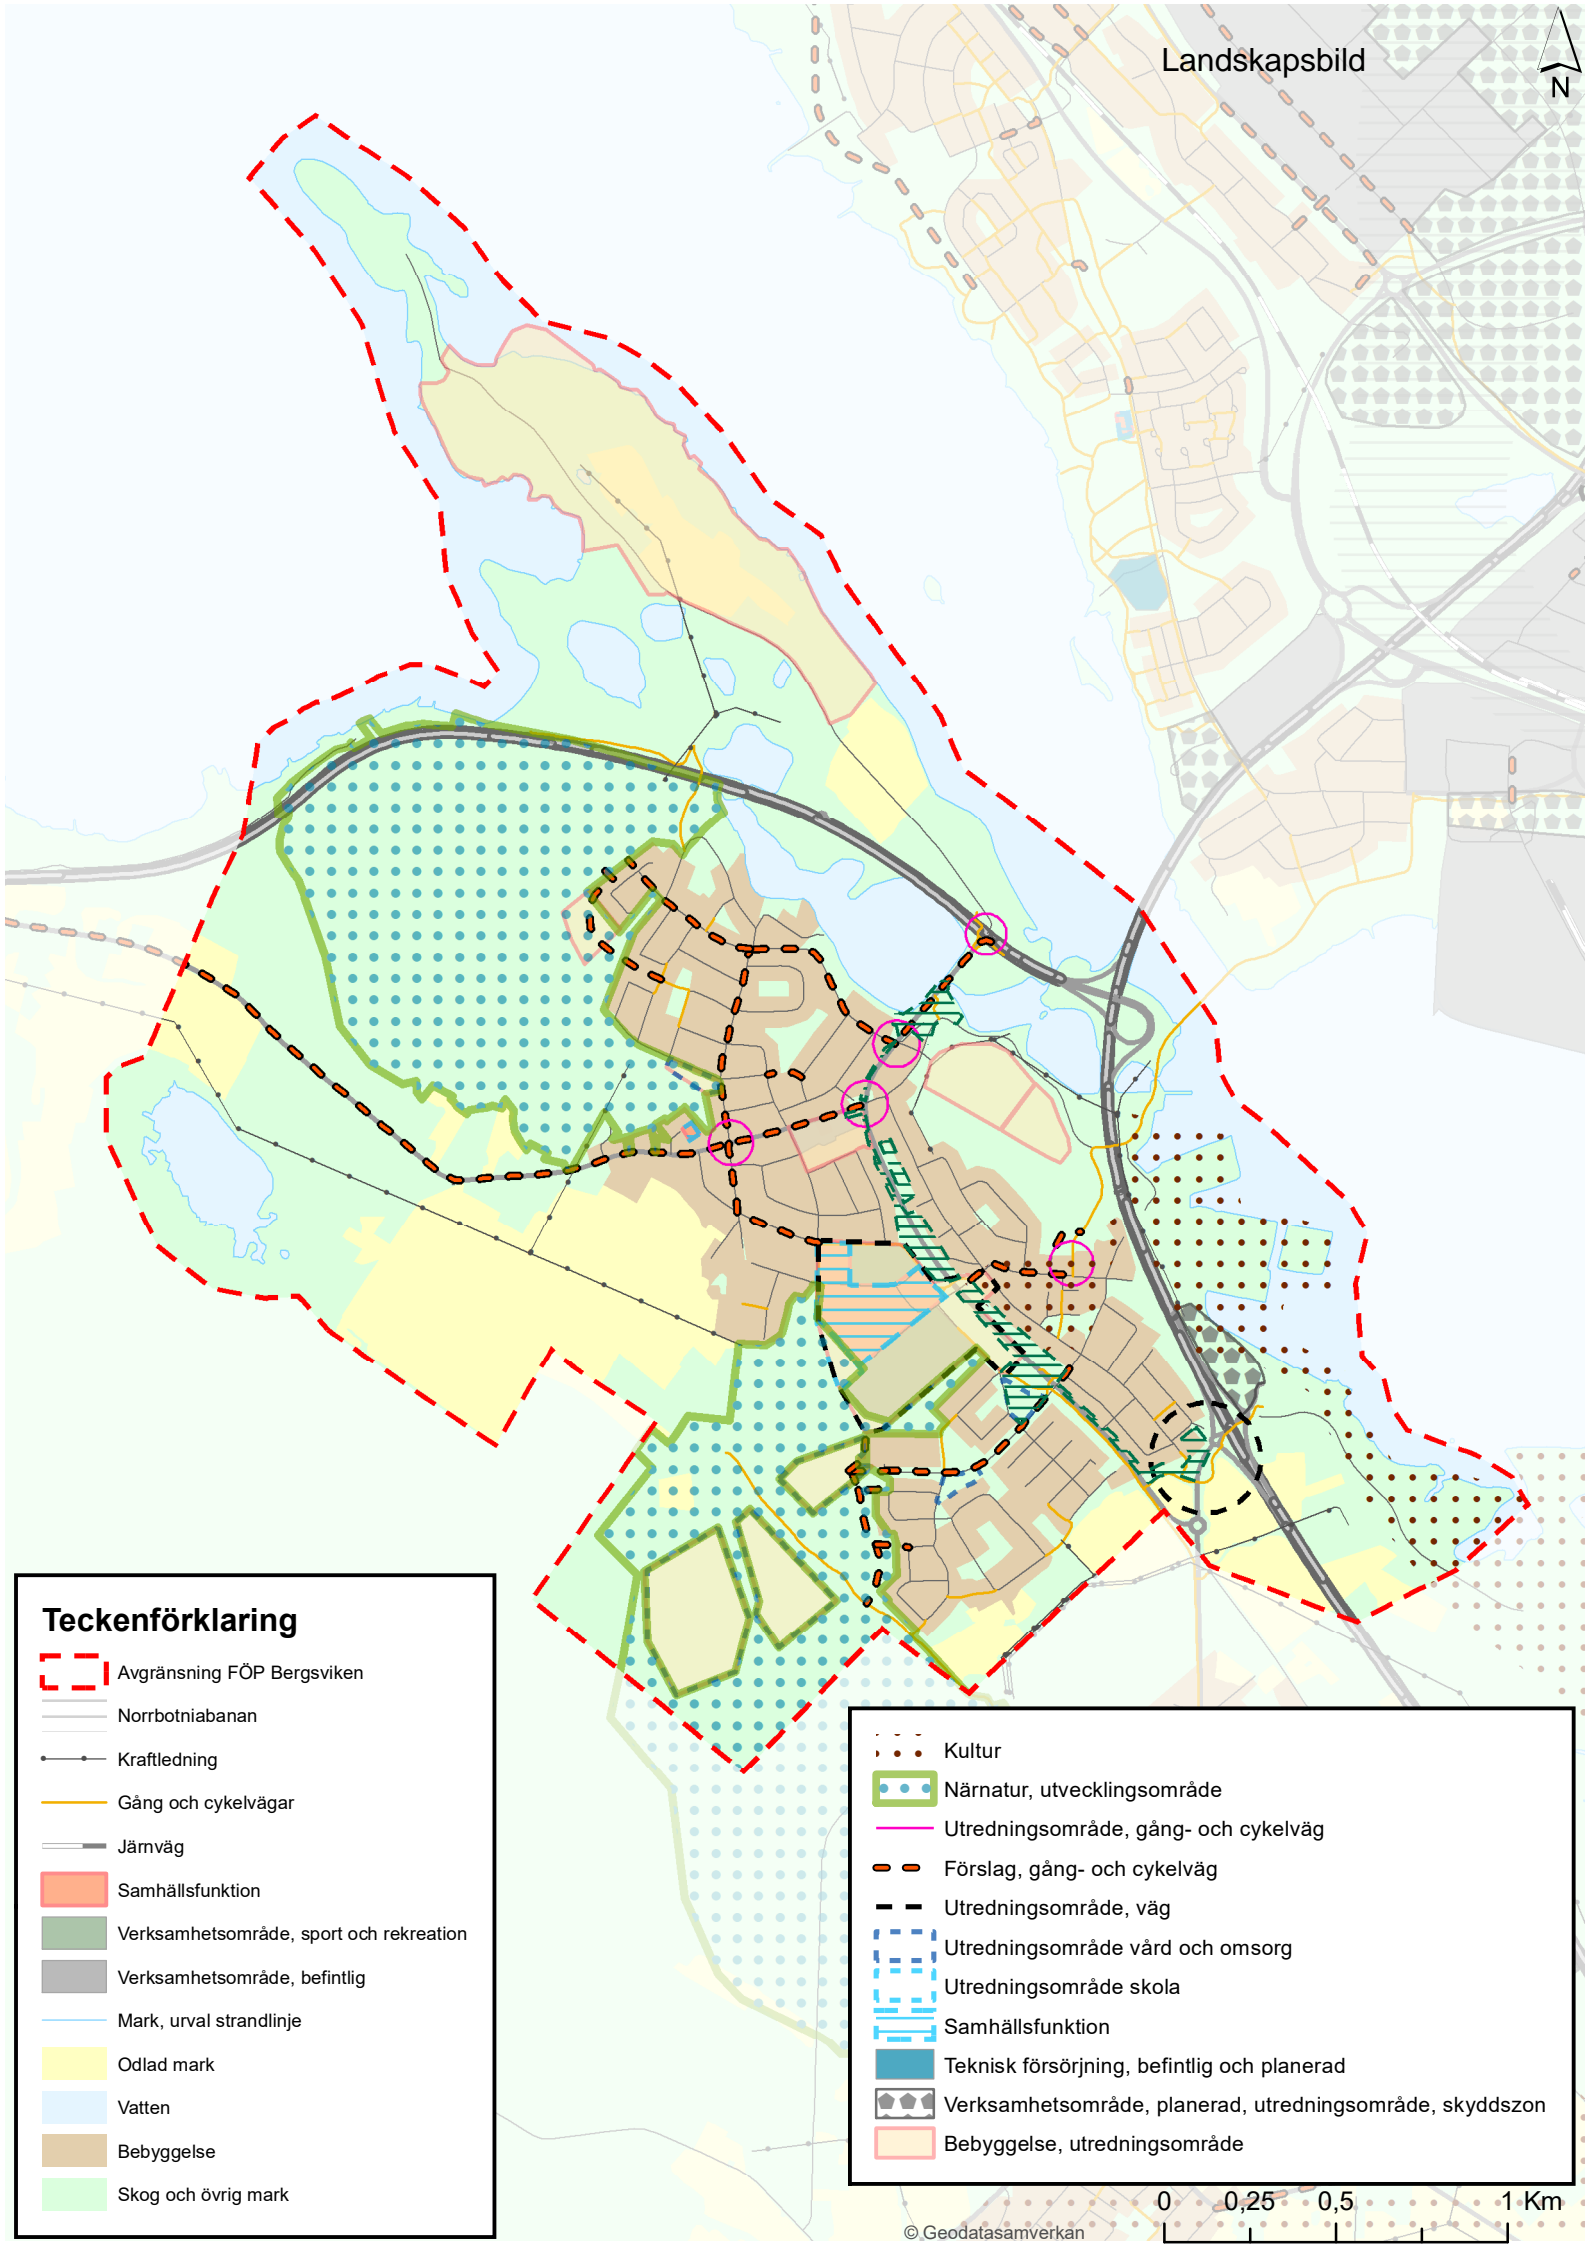 Landskapsbild
N
Teckenförklaring
Avgränsning FÖP Bergsviken
Norrbotniabanan
Kraftledning
Gång och cykelvägar
Järnväg
Samhällsfunktion
Verksamhetsområde, sport och rekreation
Verksamhetsområde, befintlig
Mark, urval strandlinje
Odlad mark
Vatten
Bebyggelse
Skog och övrig mark
Kultur
Närnatur, utvecklingsområde
Utredningsområde, gång- och cykelväg
Förslag, gång- och cykelväg
Utredningsområde, väg
Utredningsområde vård och omsorg
Utredningsområde skola
Samhällsfunktion
Teknisk försörjning, befintlig och planerad
Verksamhetsområde, planerad, utredningsområde, skyddszon
Bebyggelse, utredningsområde
0 0,25 0,5 1 Km
© Geodatasamverkan